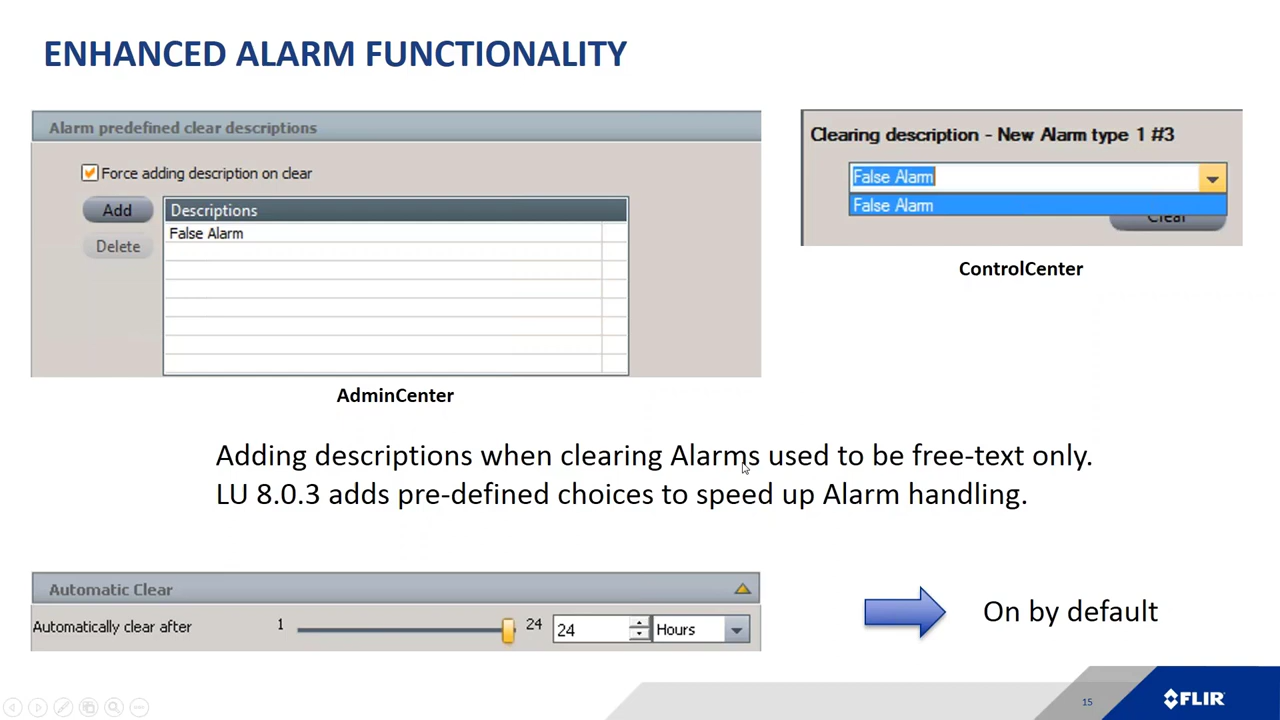 ENHANCED ALARM FUNCTIONALITY
Alarm predefined clear descriptions
Force adding description on clear
Add
Descriptions
False Alarm
Delete
AdminCenter
Clearing description - New Alarm type 1 #3
False Alarm
False Alarm
Clear
ControlCenter
Adding descriptions when clearing Alarms used to be free-text only.
LU 8.0.3 adds pre-defined choices to speed up Alarm handling.
Automatic Clear
Automatically clear after 1 24 24 Hours
On by default
15
FLIR